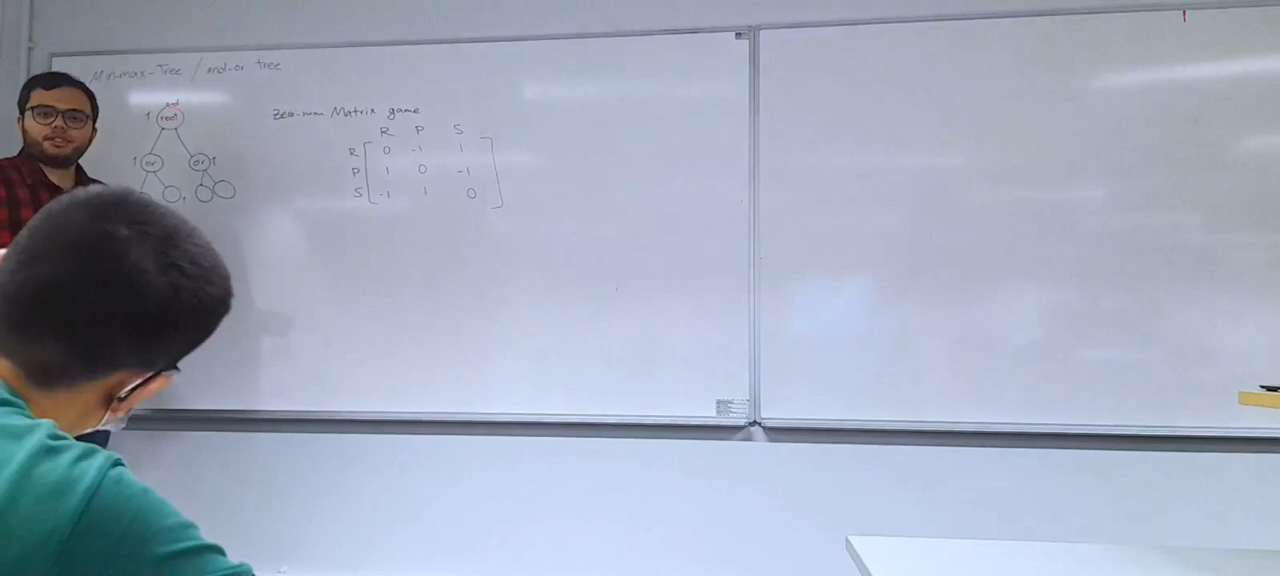 Min-max-Tree / and-or tree
and
1 root
1 or or 1
1
Zero-sum Matrix game
R P S
R 0 -1 1
P 1 0 -1
S -1 1 0